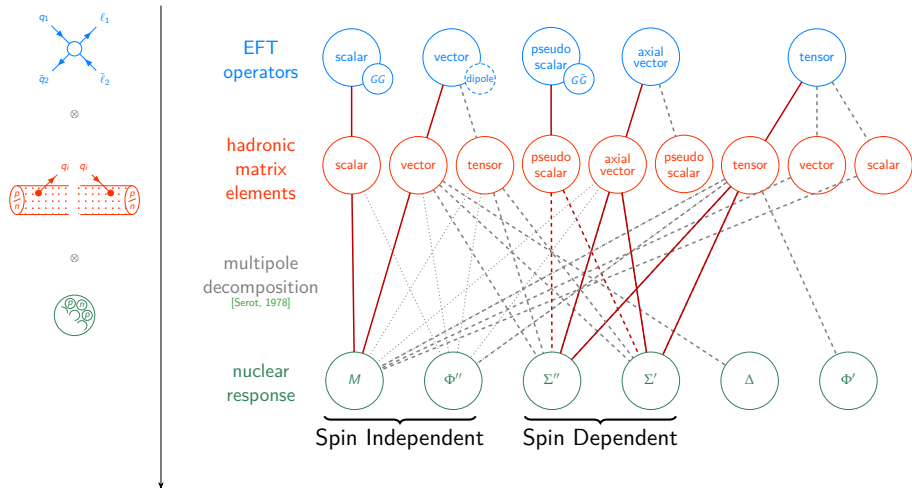 q₁ ℓ₁
q̄₂ ℓ̄₂
⊗
qᵢ qᵢ
p n
p n
⊗
p n
p
EFT
operators
scalar
GG
vector
dipole
pseudo
scalar
GG̃
axial
vector
tensor
hadronic
matrix
elements
scalar
vector
tensor
pseudo
scalar
axial
vector
pseudo
scalar
tensor
vector
scalar
multipole
decomposition
[Serot, 1978]
nuclear
response
M
Φ′′
Σ′′
Σ′
Δ
Φ′
Spin Independent
Spin Dependent